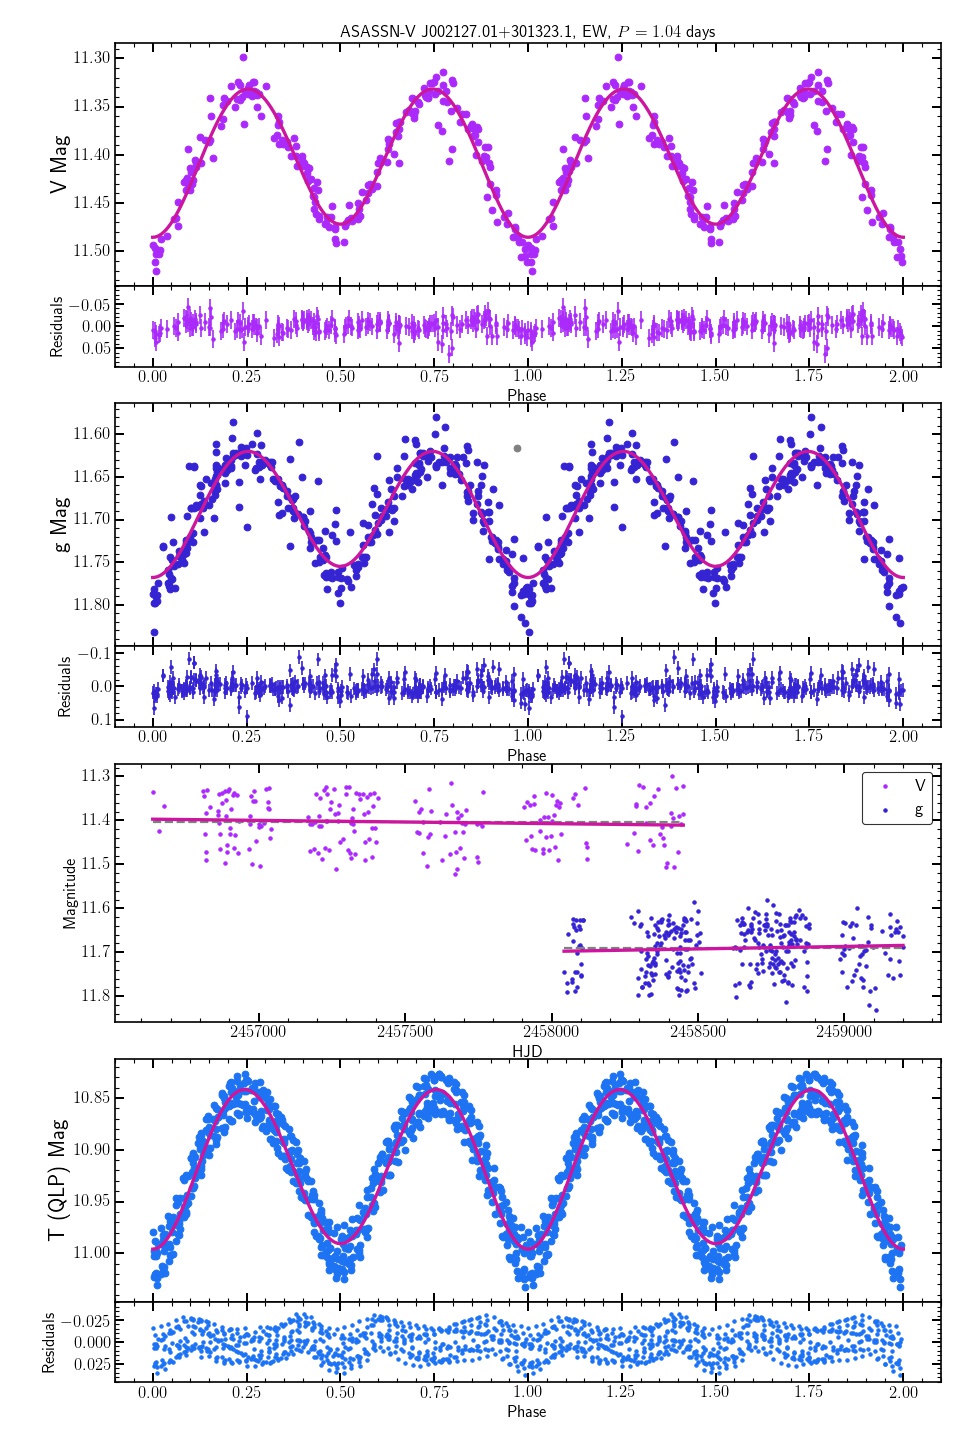 ASASSN-V J002127.01+301323.1, EW, P = 1.04 days
11.30
11.35
11.40
11.45
11.50
V Mag
−0.05
0.00
0.05
Residuals
0.00 0.25 0.50 0.75 1.00 1.25 1.50 1.75 2.00
Phase
11.60
11.65
11.70
11.75
11.80
g Mag
−0.1
0.0
0.1
Residuals
0.00 0.25 0.50 0.75 1.00 1.25 1.50 1.75 2.00
Phase
11.3
11.4
11.5
11.6
11.7
11.8
Magnitude
V
g
2457000 2457500 2458000 2458500 2459000
HJD
10.85
10.90
10.95
11.00
T (QLP) Mag
−0.025
0.000
0.025
Residuals
0.00 0.25 0.50 0.75 1.00 1.25 1.50 1.75 2.00
Phase